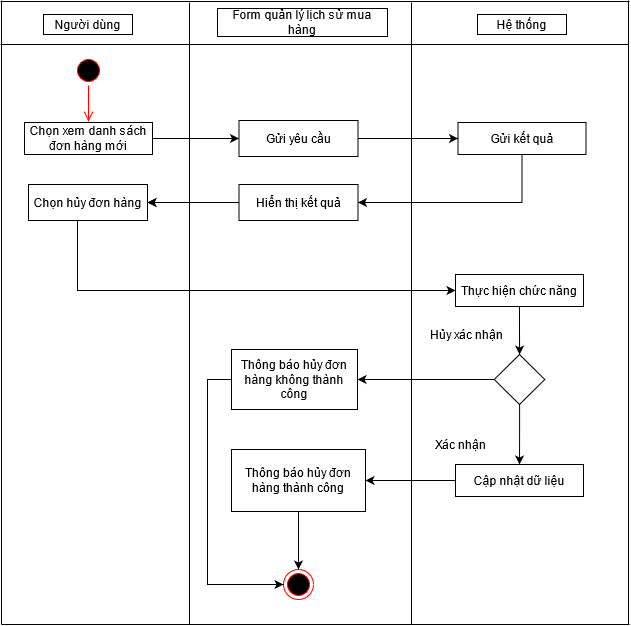 Người dùng
Form quản lý lịch sử mua
hàng
Hệ thống
Chọn xem danh sách
đơn hàng mới
Gửi yêu cầu
Gửi kết quả
Chọn hủy đơn hàng
Hiển thị kết quả
Thực hiện chức năng
Hủy xác nhận
Thông báo hủy đơn
hàng không thành
công
Xác nhận
Thông báo hủy đơn
hàng thành công
Cập nhật dữ liệu